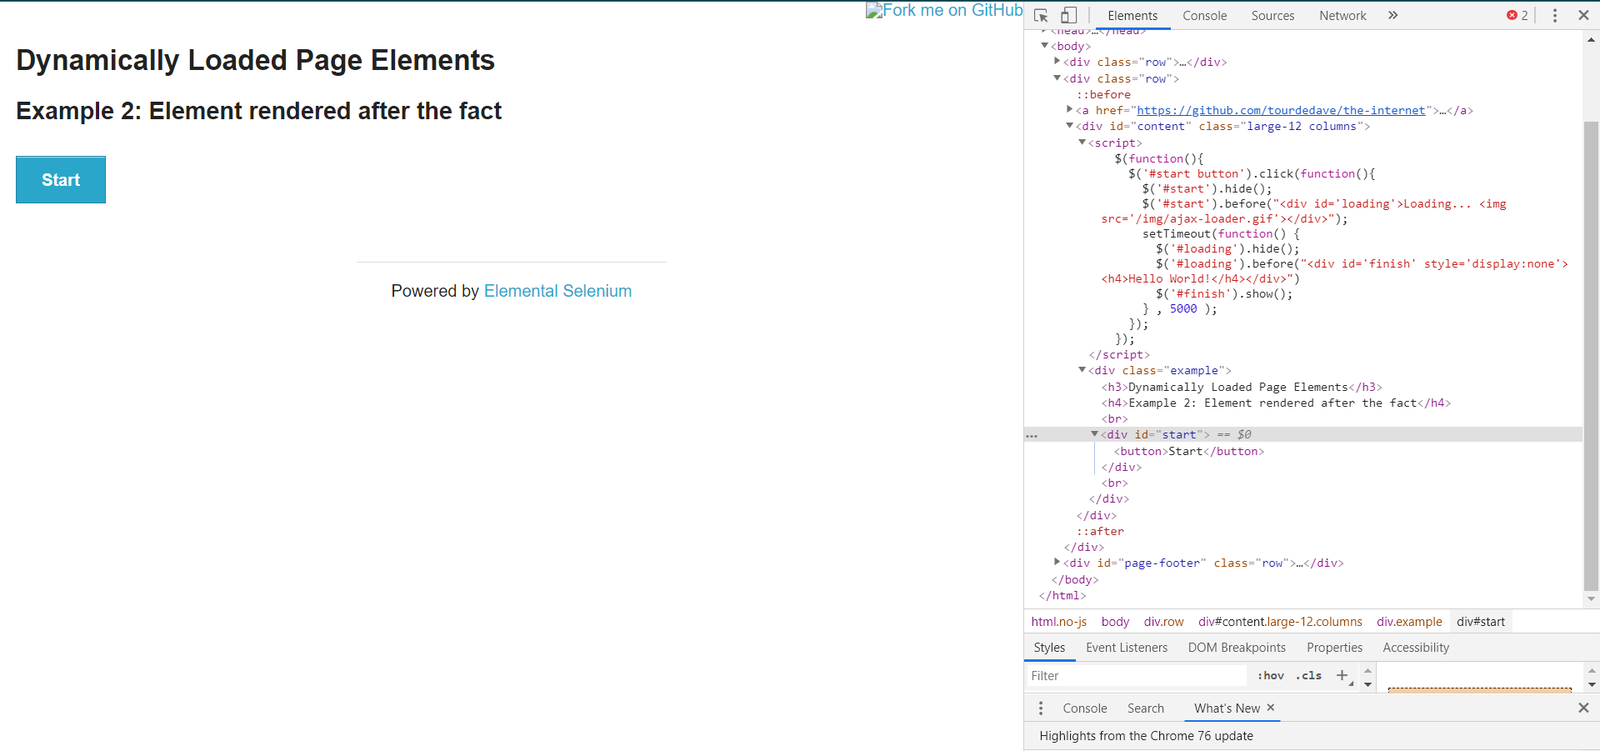 Fork me on GitHub
Dynamically Loaded Page Elements
Example 2: Element rendered after the fact
Start
Powered by Elemental Selenium
Elements Console Sources Network » 2
<head>…</head>
<body>
<div class="row">…</div>
<div class="row">
::before
<a href="https://github.com/tourdedave/the-internet">…</a>
<div id="content" class="large-12 columns">
<script>
$(function(){
$('#start button').click(function(){
$('#start').hide();
$('#start').before("<div id='loading'>Loading... <img
src='/img/ajax-loader.gif'></div>");
setTimeout(function() {
$('#loading').hide();
$('#loading').before("<div id='finish' style='display:none'>
<h4>Hello World!</h4></div>")
$('#finish').show();
} , 5000 );
});
});
</script>
<div class="example">
<h3>Dynamically Loaded Page Elements</h3>
<h4>Example 2: Element rendered after the fact</h4>
<br>
... <div id="start"> == $0
<button>Start</button>
</div>
<br>
</div>
</div>
::after
</div>
<div id="page-footer" class="row">…</div>
</body>
</html>
html.no-js body div.row div#content.large-12.columns div.example div#start
Styles Event Listeners DOM Breakpoints Properties Accessibility
Filter :hov .cls +
Console Search What's New ×
Highlights from the Chrome 76 update